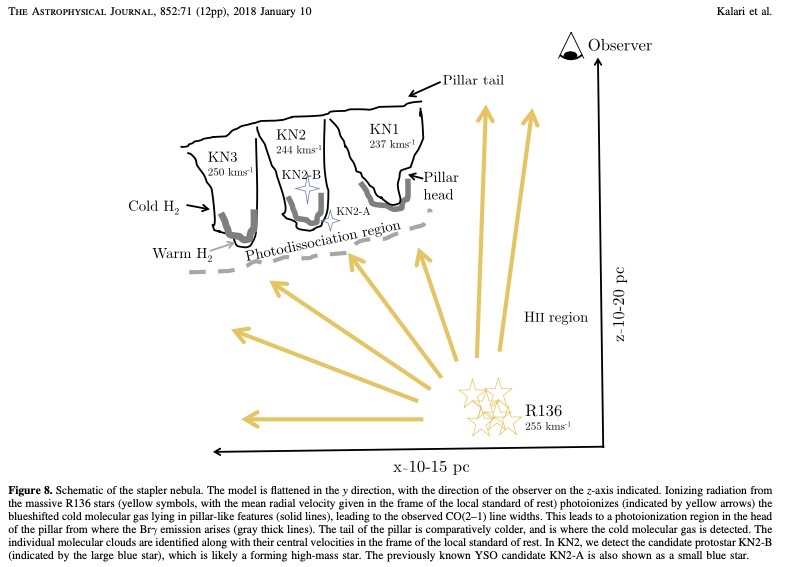 THE ASTROPHYSICAL JOURNAL, 852:71 (12pp), 2018 January 10
Kalari et al.
Observer
Pillar tail
KN3
250 kms-1
KN2
244 kms-1
KN1
237 kms-1
KN2-B
Pillar
head
Cold H2
KN2-A
Warm H2
Photodissociation region
HII region
z~10-20 pc
R136
255 kms-1
x~10-15 pc
Figure 8. Schematic of the stapler nebula. The model is flattened in the y direction, with the direction of the observer on the z-axis indicated. Ionizing radiation from
the massive R136 stars (yellow symbols, with the mean radial velocity given in the frame of the local standard of rest) photoionizes (indicated by yellow arrows) the
blueshifted cold molecular gas lying in pillar-like features (solid lines), leading to the observed CO(2–1) line widths. This leads to a photoionization region in the head
of the pillar from where the Brγ emission arises (gray thick lines). The tail of the pillar is comparatively colder, and is where the cold molecular gas is detected. The
individual molecular clouds are identified along with their central velocities in the frame of the local standard of rest. In KN2, we detect the candidate protostar KN2-B
(indicated by the large blue star), which is likely a forming high-mass star. The previously known YSO candidate KN2-A is also shown as a small blue star.